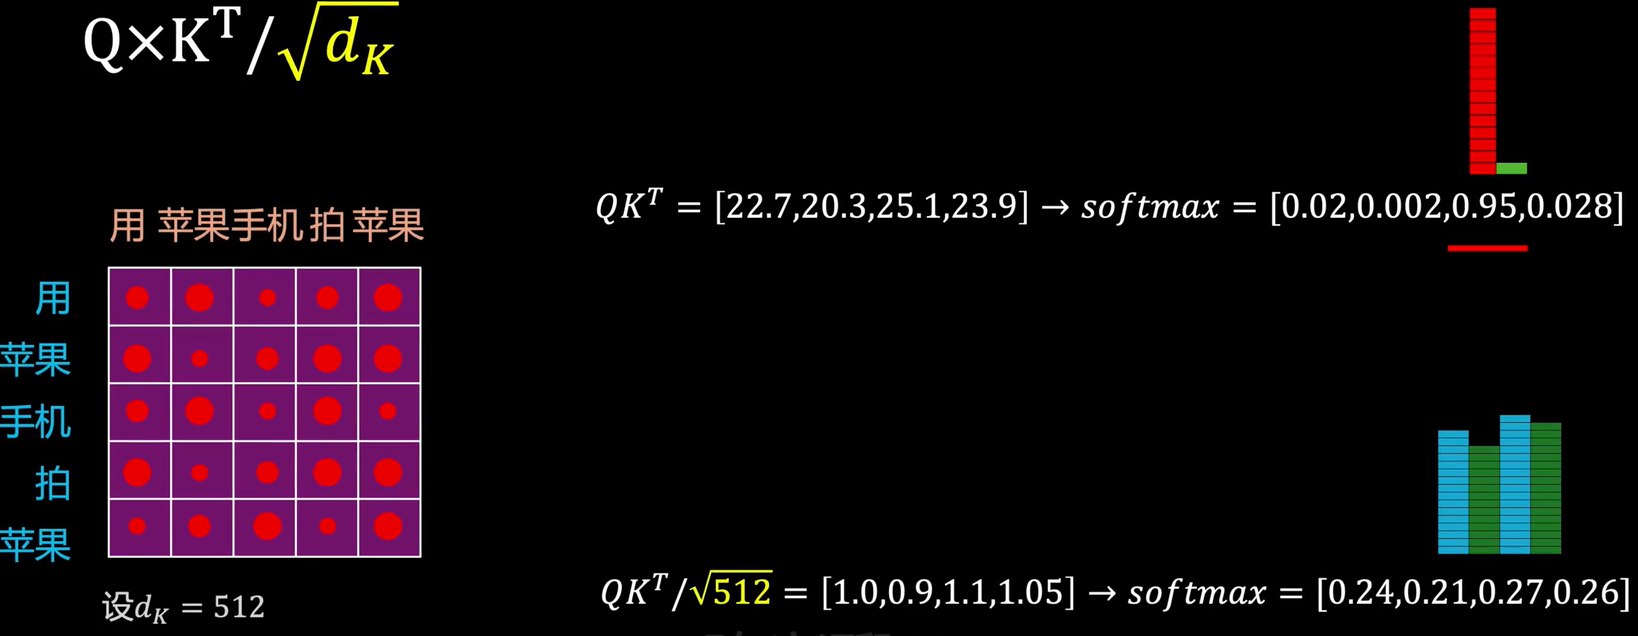 Q×Kᵀ/√d_K
QKᵀ = [22.7,20.3,25.1,23.9] → softmax = [0.02,0.002,0.95,0.028]
用 苹果手机 拍 苹果
用
苹果
手机
拍
苹果
设d_K = 512
QKᵀ/√512 = [1.0,0.9,1.1,1.05] → softmax = [0.24,0.21,0.27,0.26]